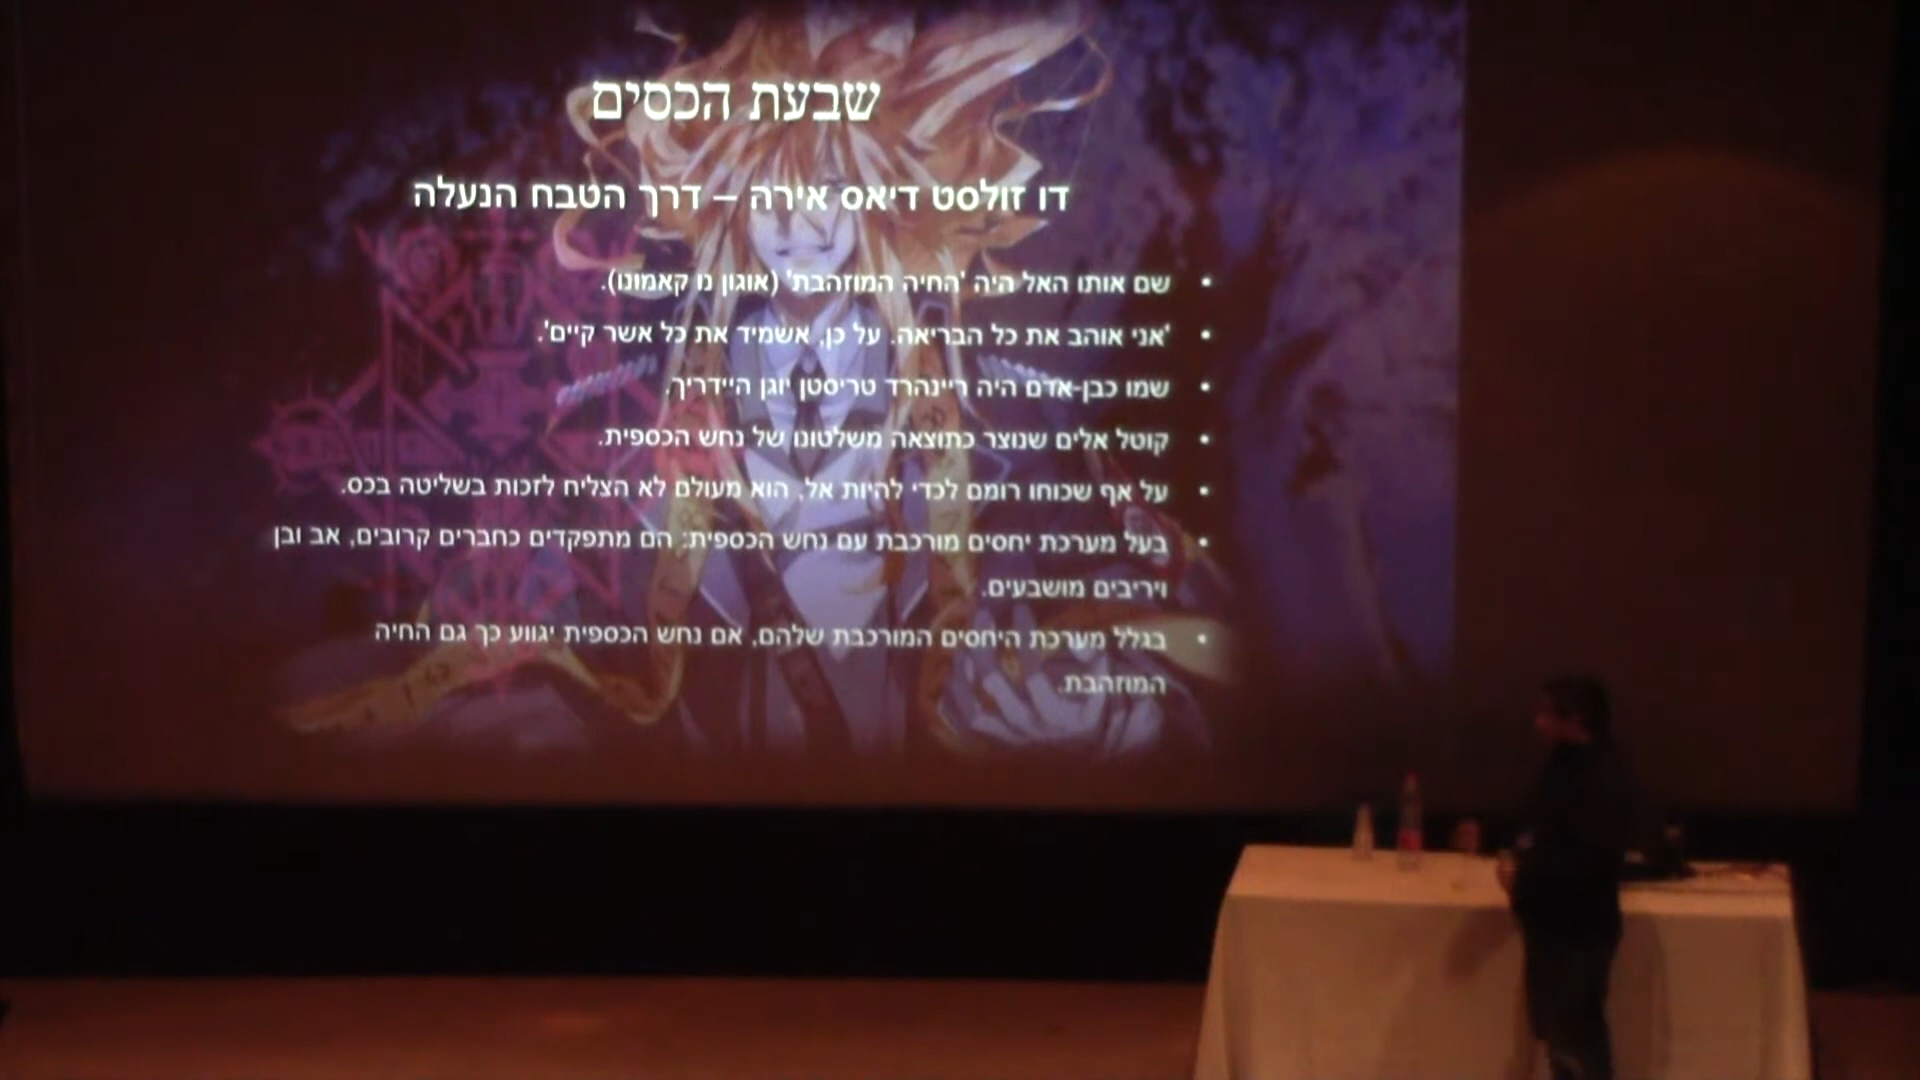 שבעת הכסים
דו זולסט דיאס אירה – דרך הטבח הנעלה
• שם אותו האל היה 'החיה המוזהבת' (אוגון נו קאמונו).
• 'אני אוהב את כל הבריאה. על כן, אשמיד את כל אשר קיים'.
• שמו כבן-אדם היה ריינהרד טריסטן יוגן היידריך.
• קוטל אלים שנוצר כתוצאה משלטונו של נחש הכספית.
• על אף שכוחו רומם לכדי להיות אל, הוא מעולם לא הצליח לזכות בשליטה בכס.
• בעל מערכת יחסים מורכבת עם נחש הכספית: הם מתפקדים כחברים קרובים, אב ובן
ויריבים מושבעים.
• בגלל מערכת היחסים המורכבת שלהם, אם נחש הכספית יגווע כך גם החיה
המוזהבת.